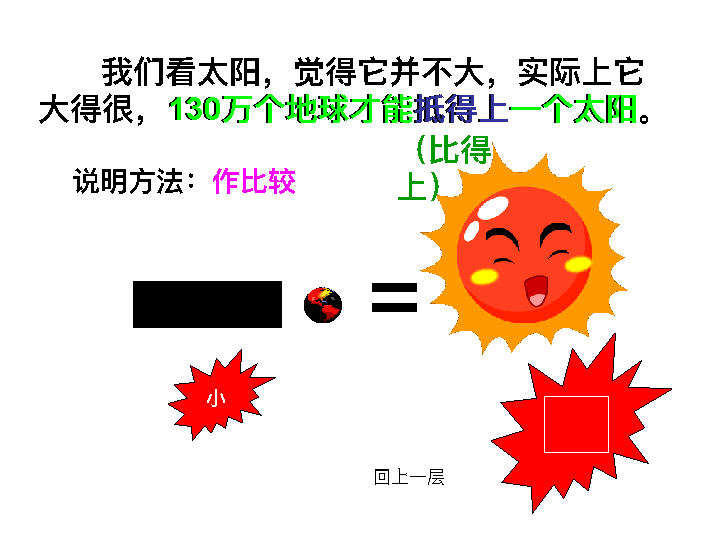 我们看太阳，觉得它并不大，实际上它
大得很，130万个地球才能抵得上一个太阳。
（比得
上）
说明方法：作比较
=
小
回上一层